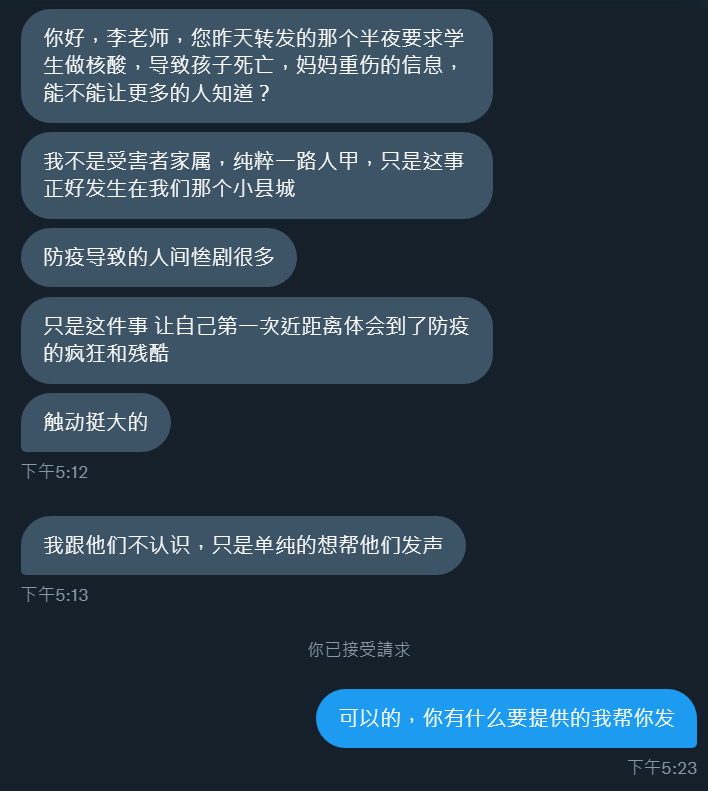 你好，李老师，您昨天转发的那个半夜要求学
生做核酸，导致孩子死亡，妈妈重伤的信息，
能不能让更多的人知道？
我不是受害者家属，纯粹一路人甲，只是这事
正好发生在我们那个小县城
防疫导致的人间惨剧很多
只是这件事 让自己第一次近距离体会到了防疫
的疯狂和残酷
触动挺大的
下午5:12
我跟他们不认识，只是单纯的想帮他们发声
下午5:13
你已接受請求
可以的，你有什么要提供的我帮你发
下午5:23